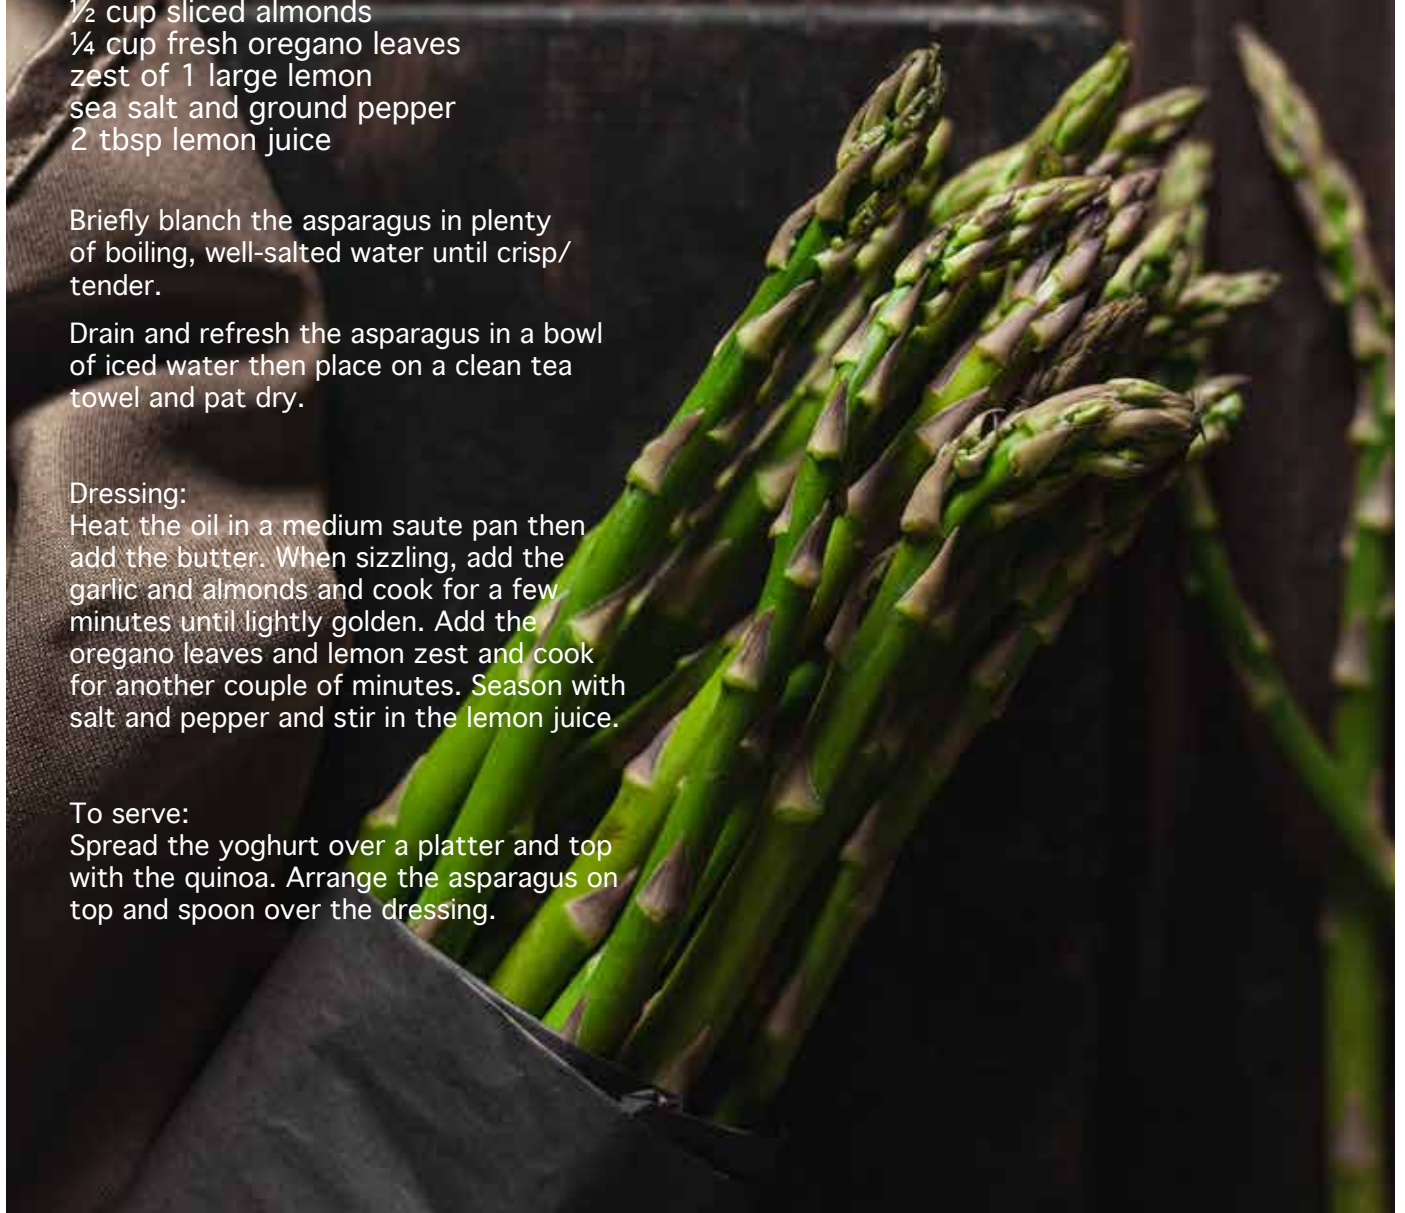 ½ cup sliced almonds
¼ cup fresh oregano leaves
zest of 1 large lemon
sea salt and ground pepper
2 tbsp lemon juice
Briefly blanch the asparagus in plenty
of boiling, well-salted water until crisp/
tender.
Drain and refresh the asparagus in a bowl
of iced water then place on a clean tea
towel and pat dry.
Dressing:
Heat the oil in a medium saute pan then
add the butter. When sizzling, add the
garlic and almonds and cook for a few
minutes until lightly golden. Add the
oregano leaves and lemon zest and cook
for another couple of minutes. Season with
salt and pepper and stir in the lemon juice.
To serve:
Spread the yoghurt over a platter and top
with the quinoa. Arrange the asparagus on
top and spoon over the dressing.